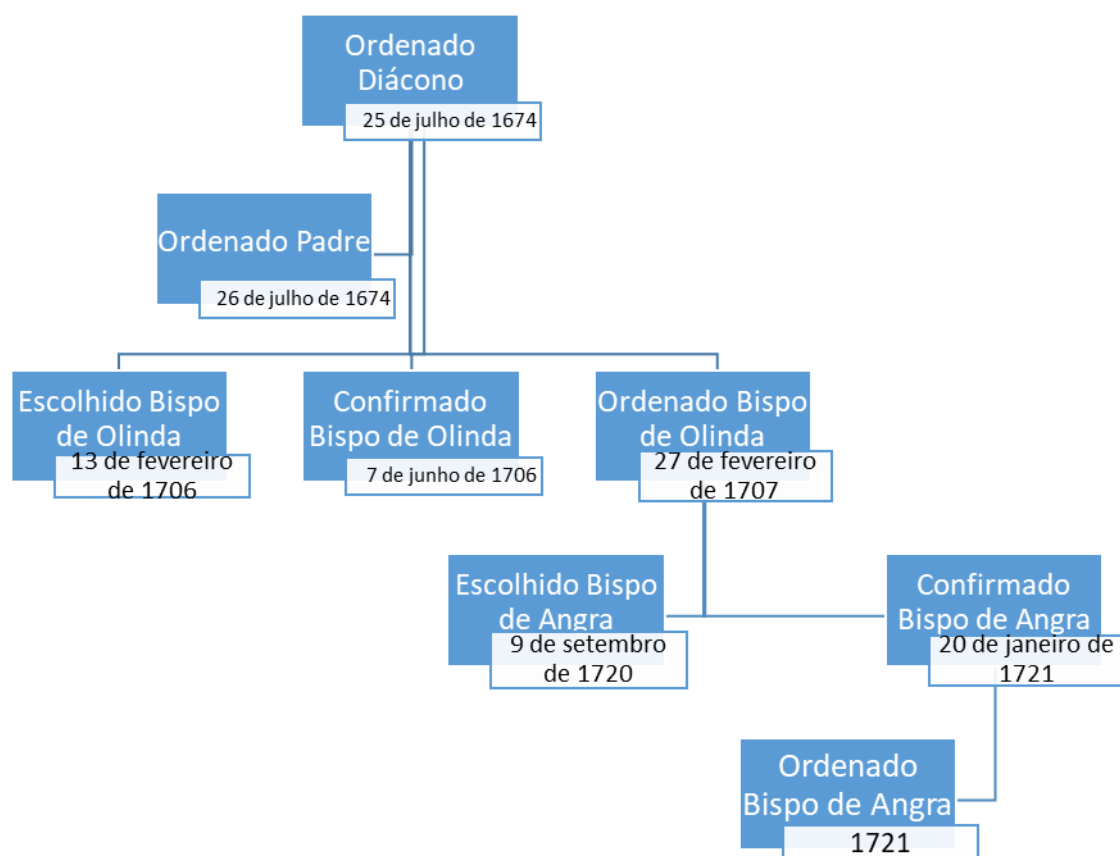 Ordenado
Diácono
25 de julho de 1674
Ordenado Padre
26 de julho de 1674
Escolhido Bispo
de Olinda
13 de fevereiro
de 1706
Confirmado
Bispo de Olinda
7 de junho de 1706
Ordenado Bispo
de Olinda
27 de fevereiro
de 1707
Escolhido Bispo
de Angra
9 de setembro
de 1720
Confirmado
Bispo de Angra
20 de janeiro de
1721
Ordenado
Bispo de Angra
1721